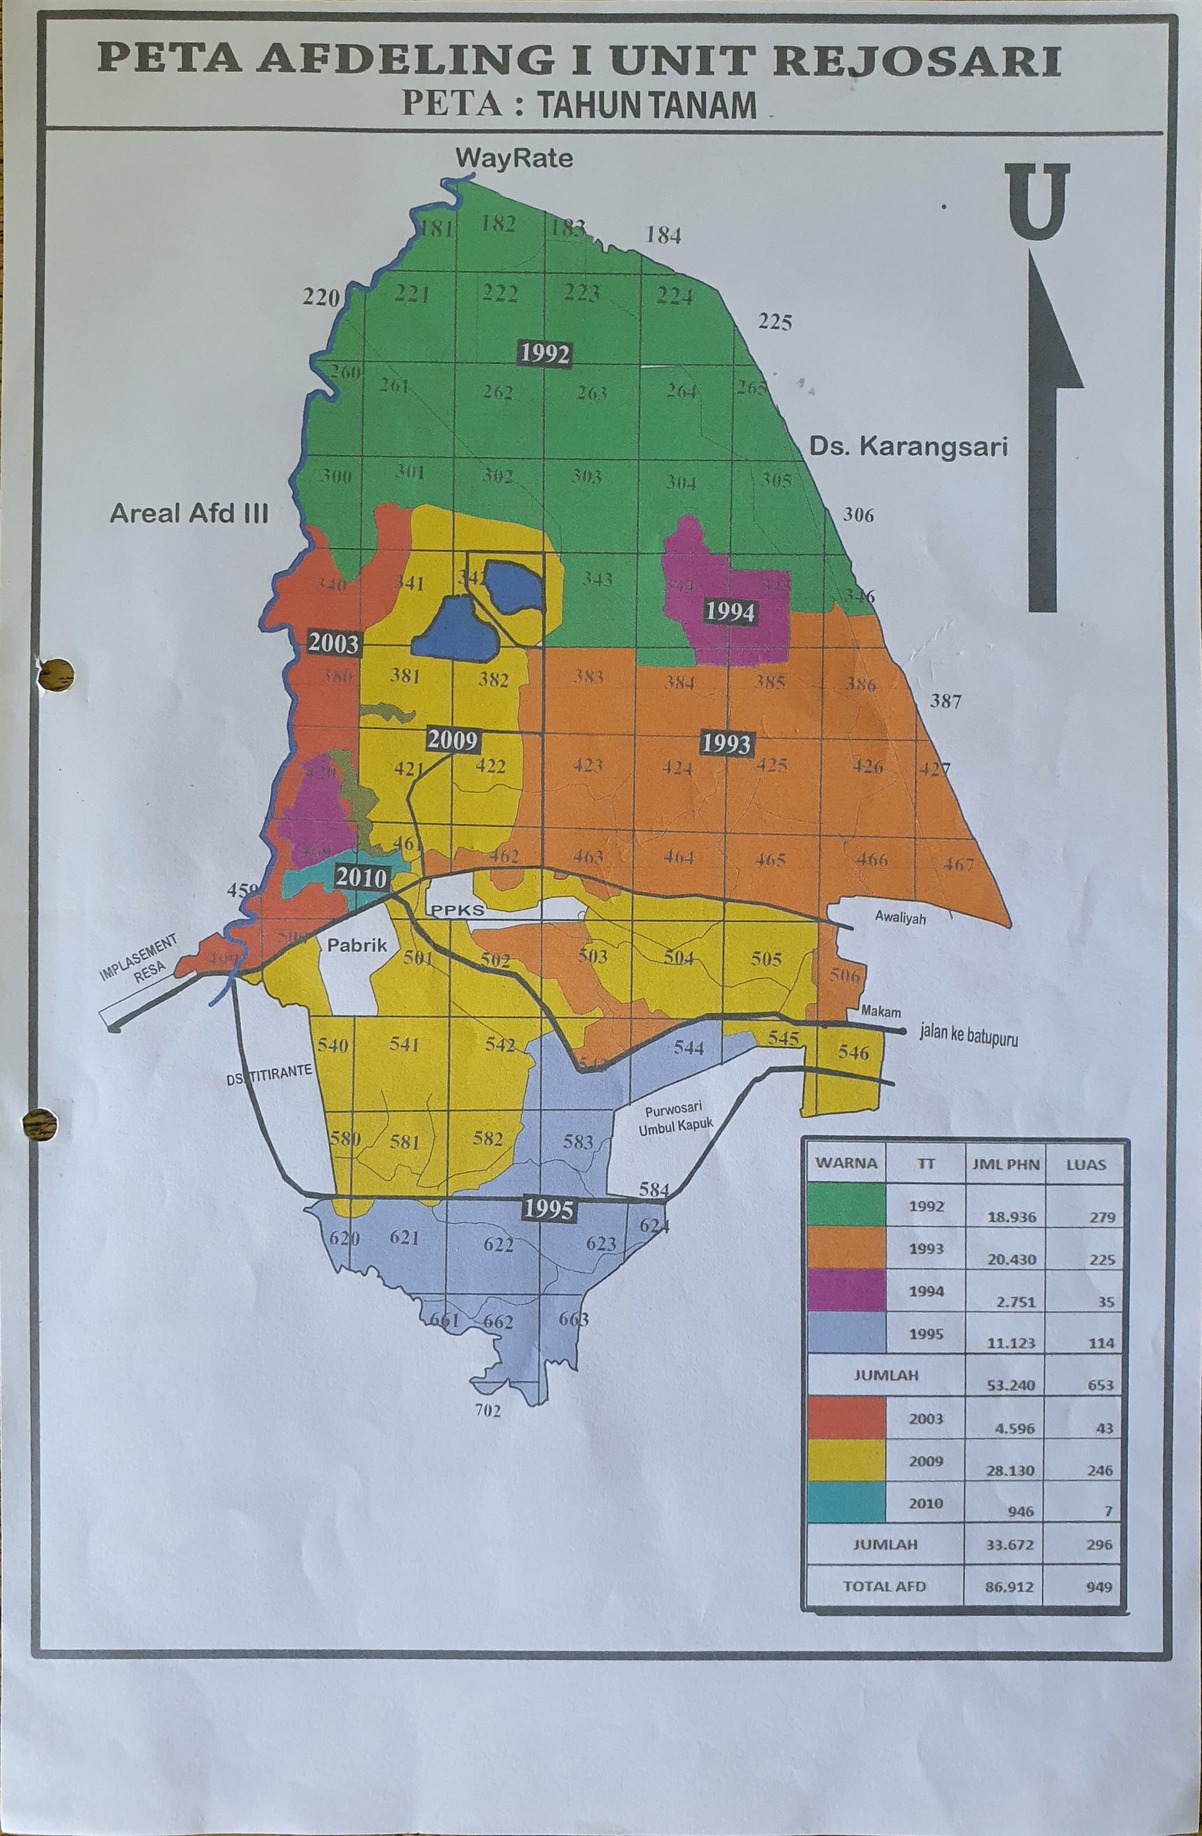 PETA AFDELING I UNIT REJOSARI
PETA : TAHUN TANAM
WayRate
U
181 182 183 184
220 221 222 223 224 225
1992
260 261 262 263 264 265
Ds. Karangsari
300 301 302 303 304 305 306
Areal Afd III
340 341 342 343 344 345 346
1994
2003
380 381 382 383 384 385 386 387
2009 1993
420 421 422 423 424 425 426 427
461 462 463 464 465 466 467
2010
459
PPKS
Awaliyah
IMPLASEMENT
RESA
Pabrik
499 500 501 502 503 504 505 506
Makam
jalan ke batupuru
540 541 542 543 544 545 546
DS. TITIRANTE
Purwosari
Umbul Kapuk
580 581 582 583 584
1995
620 621 622 623 624
661 662 663
702
WARNA TT JML PHN LUAS
1992 18.936 279
1993 20.430 225
1994 2.751 35
1995 11.123 114
JUMLAH 53.240 653
2003 4.596 43
2009 28.130 246
2010 946 7
JUMLAH 33.672 296
TOTAL AFD 86.912 949